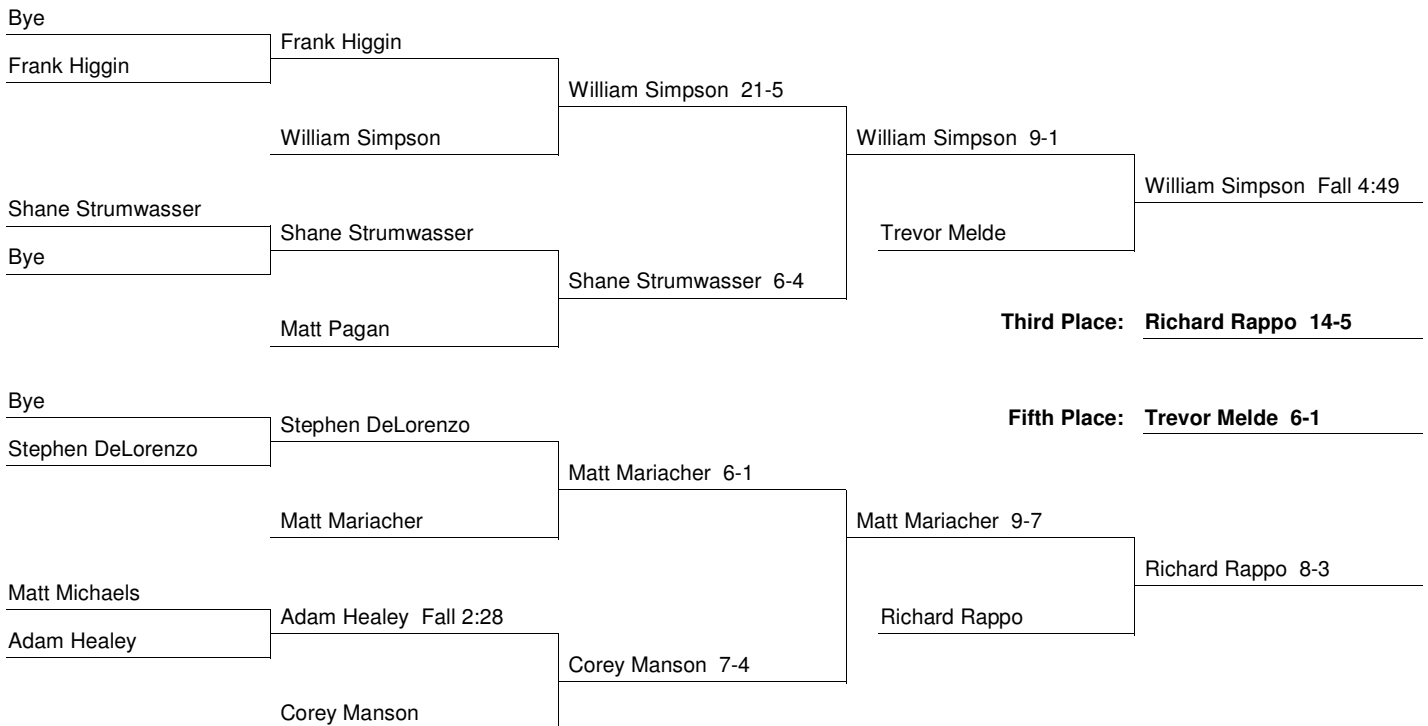 Bye
Frank Higgin
Frank Higgin
William Simpson 21-5
William Simpson
William Simpson 9-1
William Simpson Fall 4:49
Shane Strumwasser
Shane Strumwasser
Trevor Melde
Bye
Shane Strumwasser 6-4
Matt Pagan
Third Place: Richard Rappo 14-5
Bye
Stephen DeLorenzo
Fifth Place: Trevor Melde 6-1
Stephen DeLorenzo
Matt Mariacher 6-1
Matt Mariacher
Matt Mariacher 9-7
Richard Rappo 8-3
Matt Michaels
Adam Healey Fall 2:28
Richard Rappo
Adam Healey
Corey Manson 7-4
Corey Manson